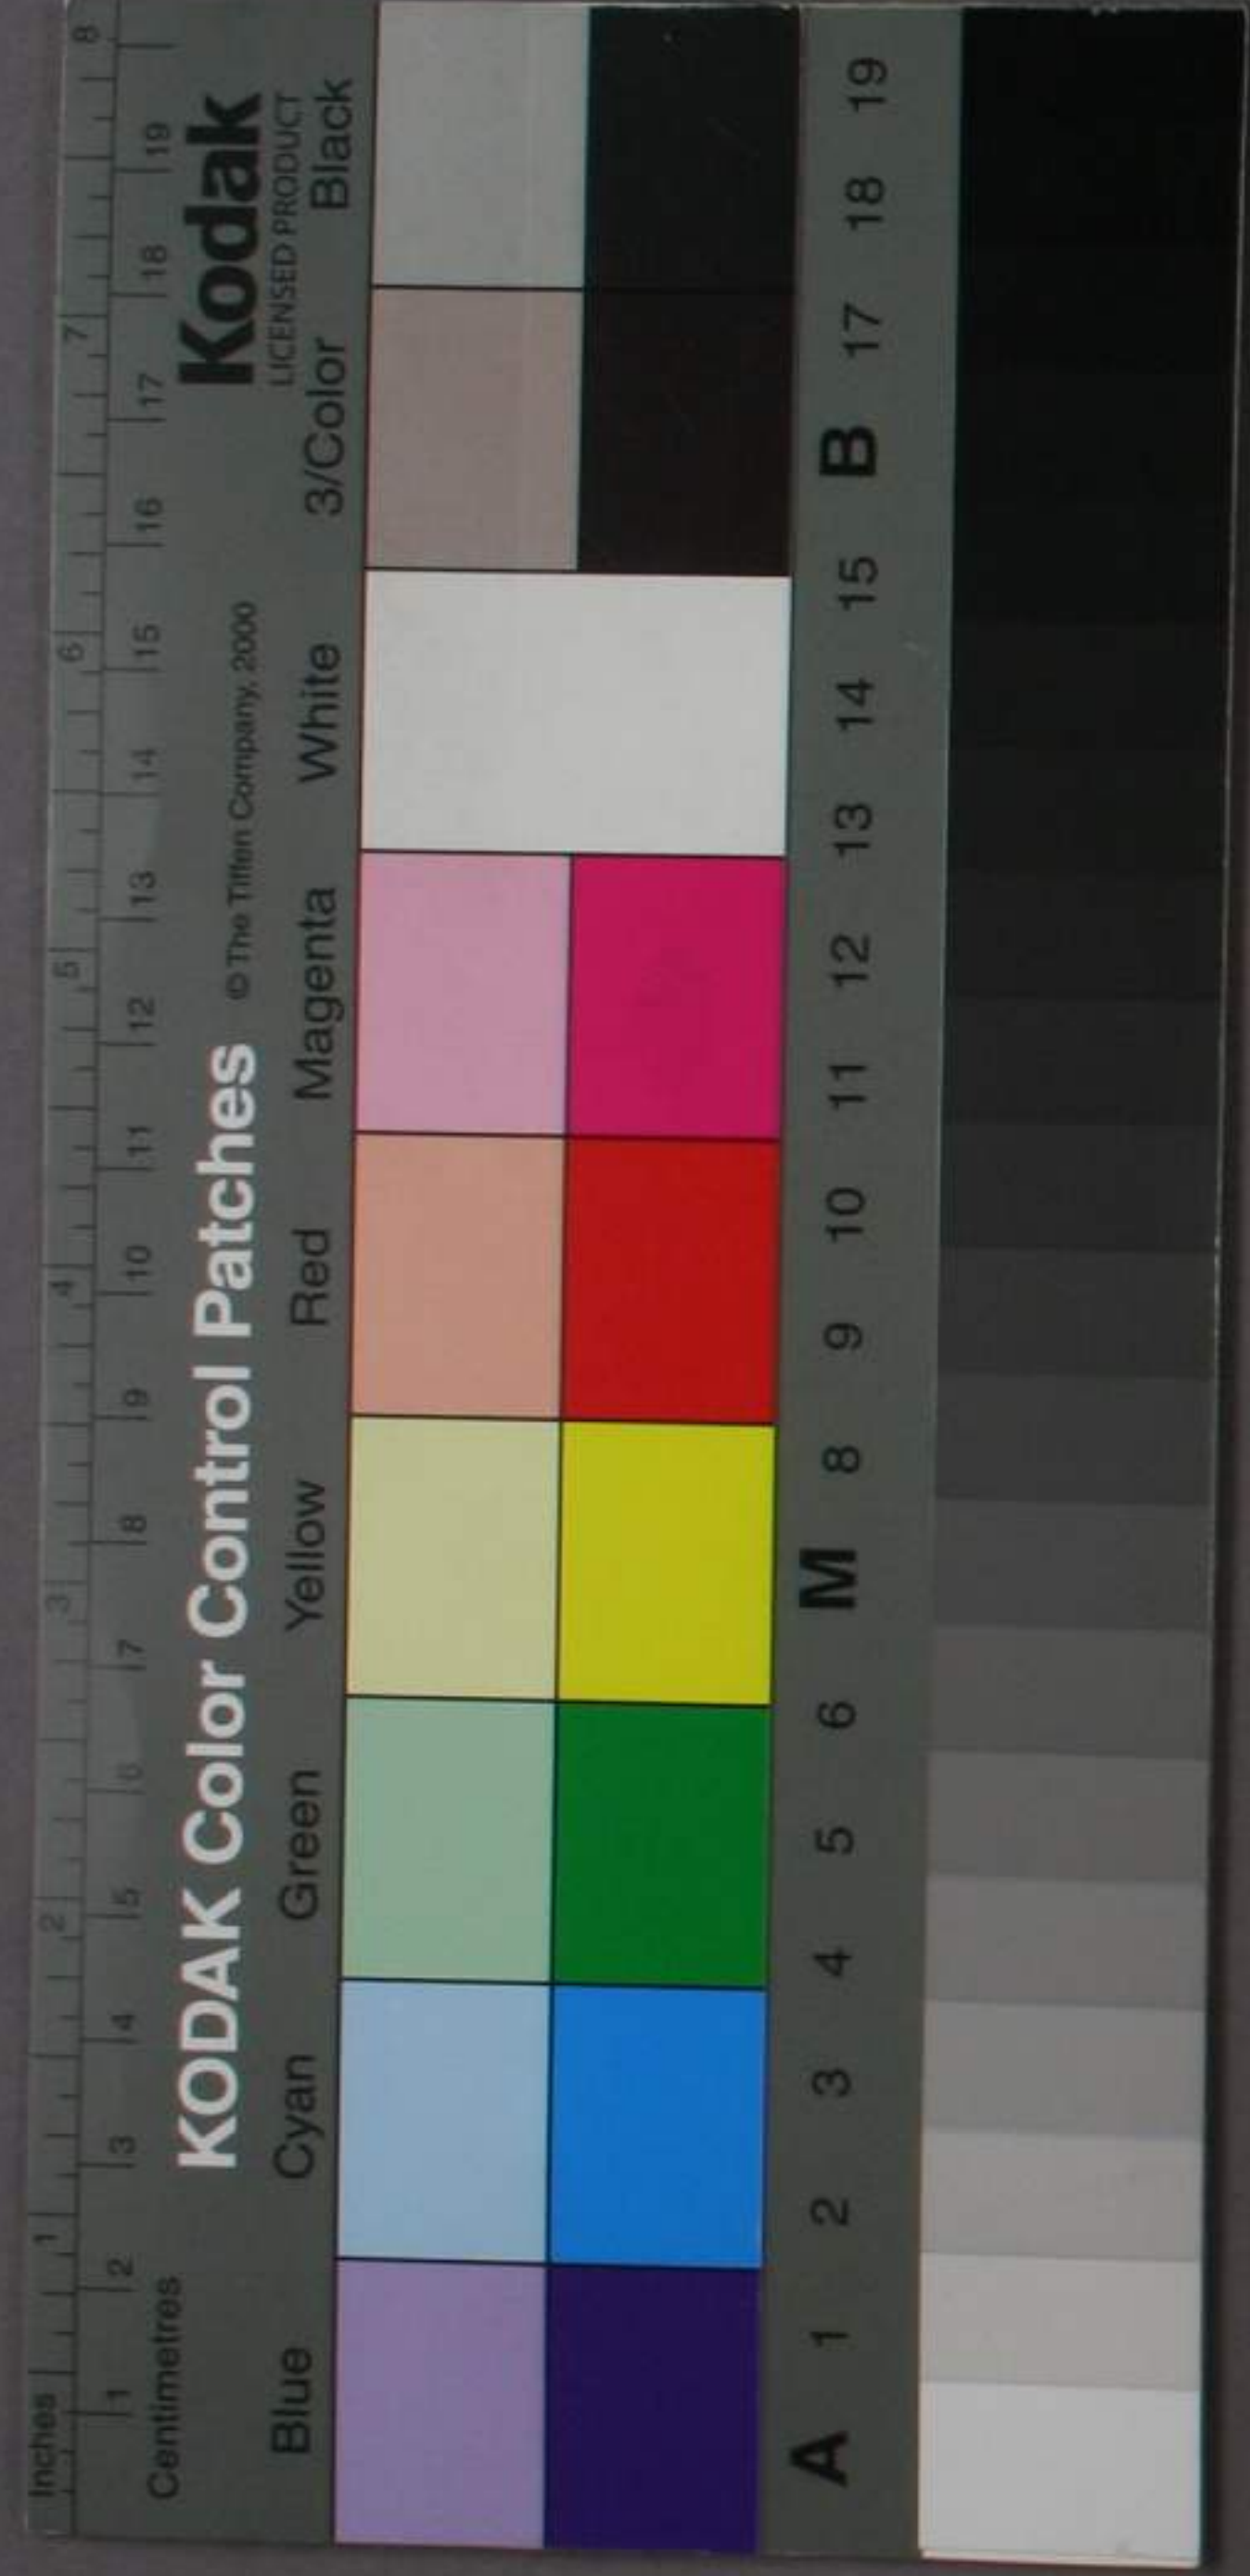 Inches 1 2 3 4 5 6 7 8
1 2 3 4 5 6 7 8 9 10 11 12 13 14 15 16 17 18 19
Centimetres
KODAK Color Control Patches © The Tiffen Company, 2000 Kodak
LICENSED PRODUCT
Blue Cyan Green Yellow Red Magenta White 3/Color Black
A 1 2 3 4 5 6 M 8 9 10 11 12 13 14 15 B 17 18 19